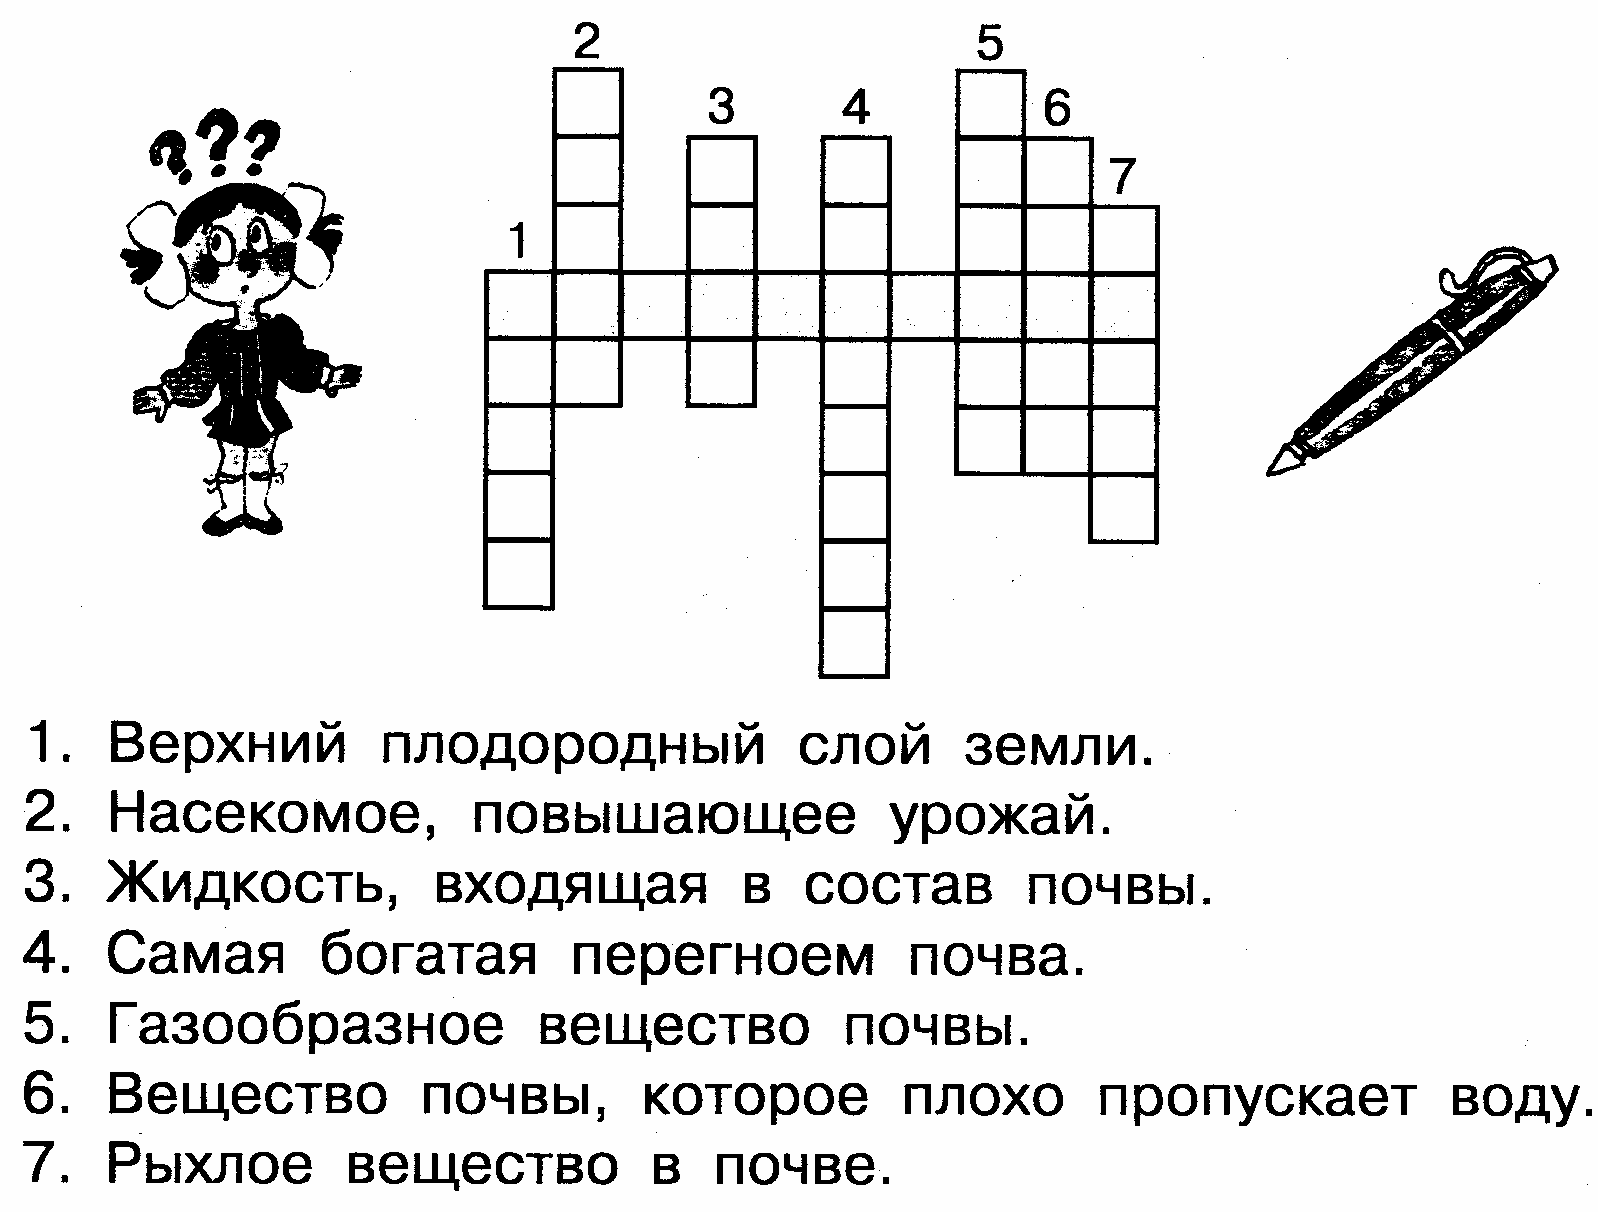 ???
2
5
3
4
6
7
1
1. Верхний плодородный слой земли.
2. Насекомое, повышающее урожай.
3. Жидкость, входящая в состав почвы.
4. Самая богатая перегноем почва.
5. Газообразное вещество почвы.
6. Вещество почвы, которое плохо пропускает воду.
7. Рыхлое вещество в почве.